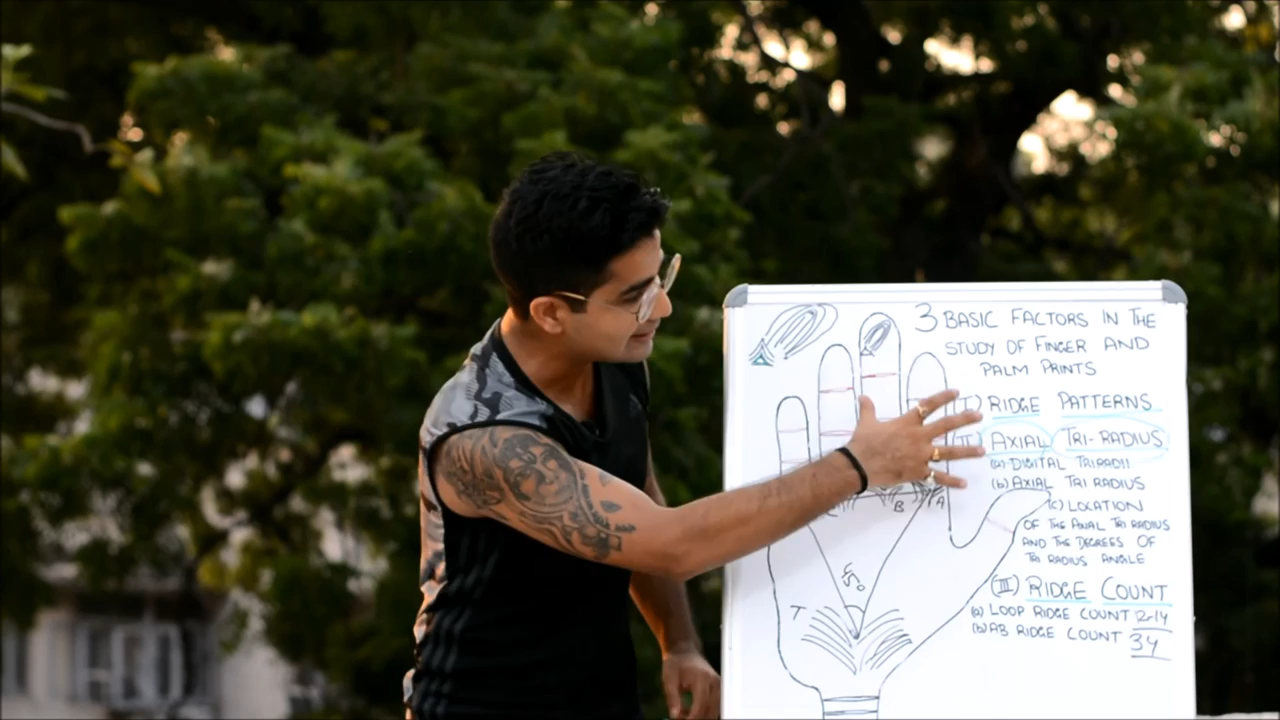 3 BASIC FACTORS IN THE
STUDY OF FINGER AND
PALM PRINTS
(I) RIDGE PATTERNS
(II) AXIAL TRI-RADIUS
(a) DIGITAL TRIRADII
(b) AXIAL TRI RADIUS
(c) LOCATION
OF THE AXIAL TRI RADIUS
AND THE DEGREES OF
TRI RADIUS ANGLE
(III) RIDGE COUNT
(a) LOOP RIDGE COUNT 12-14
(b) AB RIDGE COUNT 34
C B A
45°
T